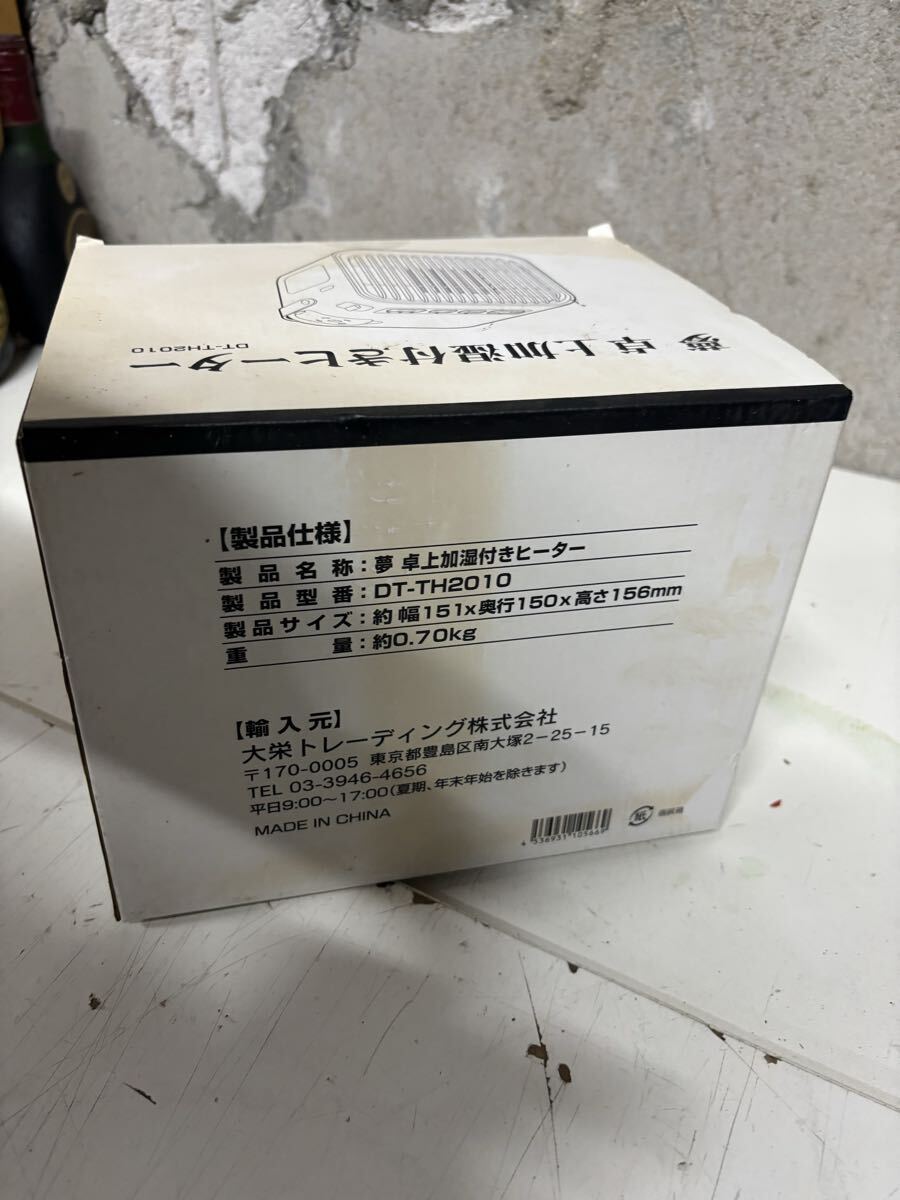 夢 卓上加湿付きヒーター
DT-TH2010
【製品仕様】
製品名称：夢 卓上加湿付きヒーター
製品型番：DT-TH2010
製品サイズ：約 幅151x奥行150x高さ156mm
重量：約0.70kg
【輸入元】
大栄トレーディング株式会社
〒170-0005 東京都豊島区南大塚2-25-15
TEL 03-3946-4656
平日9:00～17:00(夏期、年末年始を除きます)
MADE IN CHINA
4 536931 105669
紙